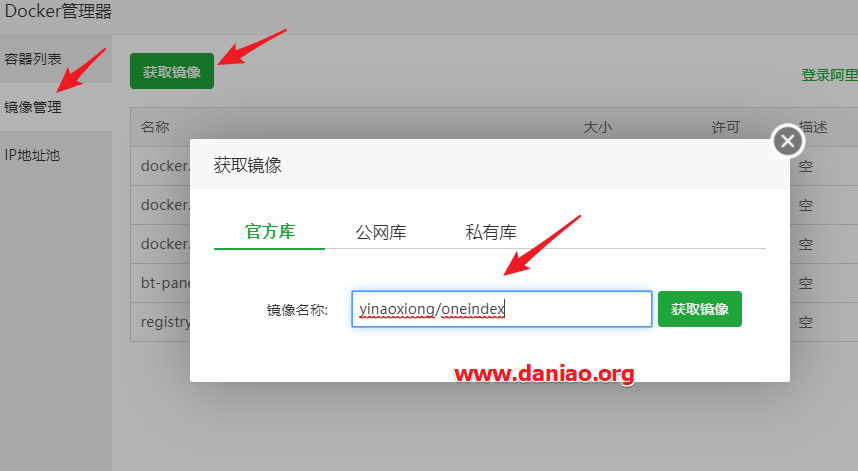 Docker管理器
容器列表
镜像管理
IP地址池
获取镜像
登录阿里
名称 大小 许可 描述
docker. 空
docker. 空
docker. 空
bt-pan 空
registry 空
获取镜像
官方库 公网库 私有库
镜像名称: yinaoxiong/oneindex 获取镜像
www.daniao.org